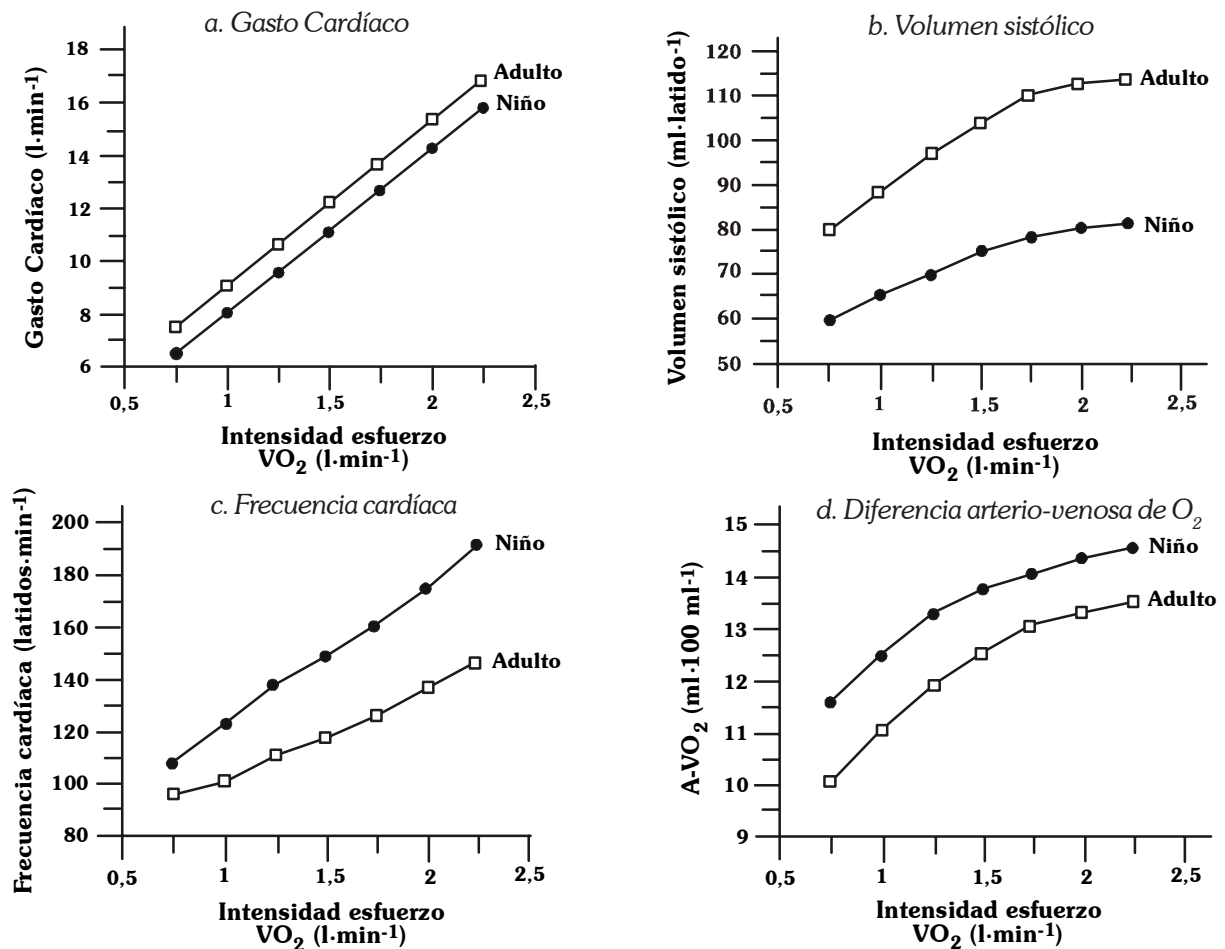 a. Gasto Cardíaco
Gasto Cardíaco (l·min-1)
18
16
14
12
10
8
6
Adulto
Niño
0,5
1
1,5
2
2,5
Intensidad esfuerzo
VO2 (l·min-1)
b. Volumen sistólico
Volumen sistólico (ml·latido-1)
120
110
100
90
80
70
60
50
Adulto
Niño
0,5
1
1,5
2
2,5
Intensidad esfuerzo
VO2 (l·min-1)
c. Frecuencia cardíaca
Frecuencia cardíaca (latidos·min-1)
200
180
160
140
120
100
80
Niño
Adulto
0,5
1
1,5
2
2,5
Intensidad esfuerzo
VO2 (l·min-1)
d. Diferencia arterio-venosa de O2
A-VO2 (ml·100 ml-1)
15
14
13
12
11
10
9
Niño
Adulto
0,5
1
1,5
2
2,5
Intensidad esfuerzo
VO2 (l·min-1)